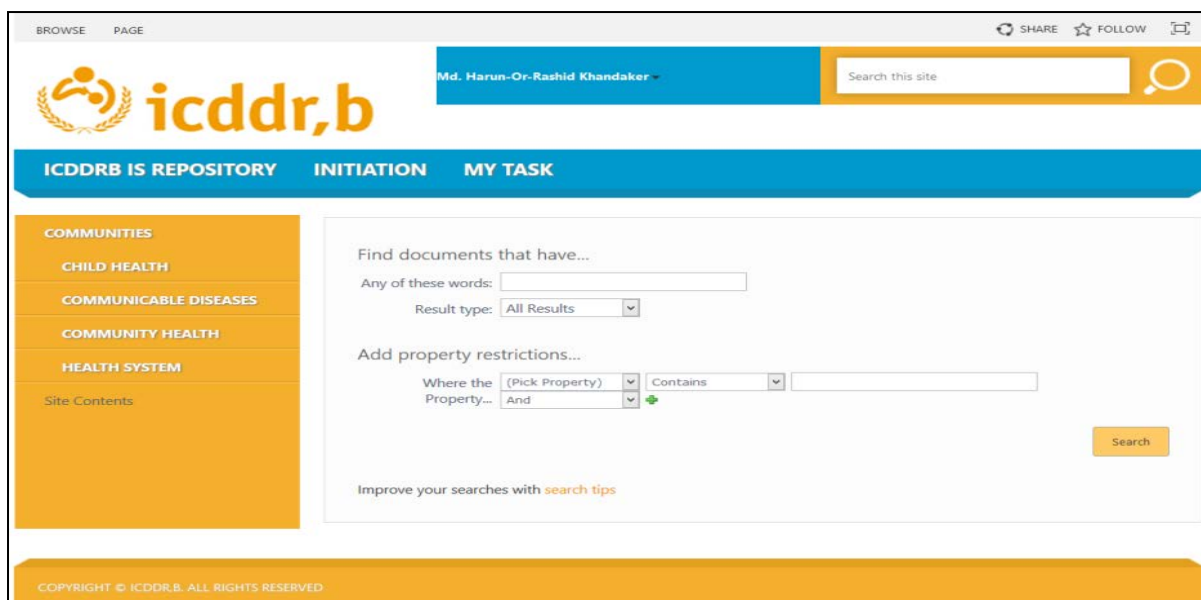 BROWSE PAGE SHARE FOLLOW
Md. Harun-Or-Rashid Khandaker
Search this site
icddr,b
ICDDRB IS REPOSITORY INITIATION MY TASK
COMMUNITIES
CHILD HEALTH
COMMUNICABLE DISEASES
COMMUNITY HEALTH
HEALTH SYSTEM
Site Contents
Find documents that have...
Any of these words:
Result type: All Results
Add property restrictions...
Where the (Pick Property) Contains
Property... And
Search
Improve your searches with search tips
COPYRIGHT © ICDDR,B. ALL RIGHTS RESERVED